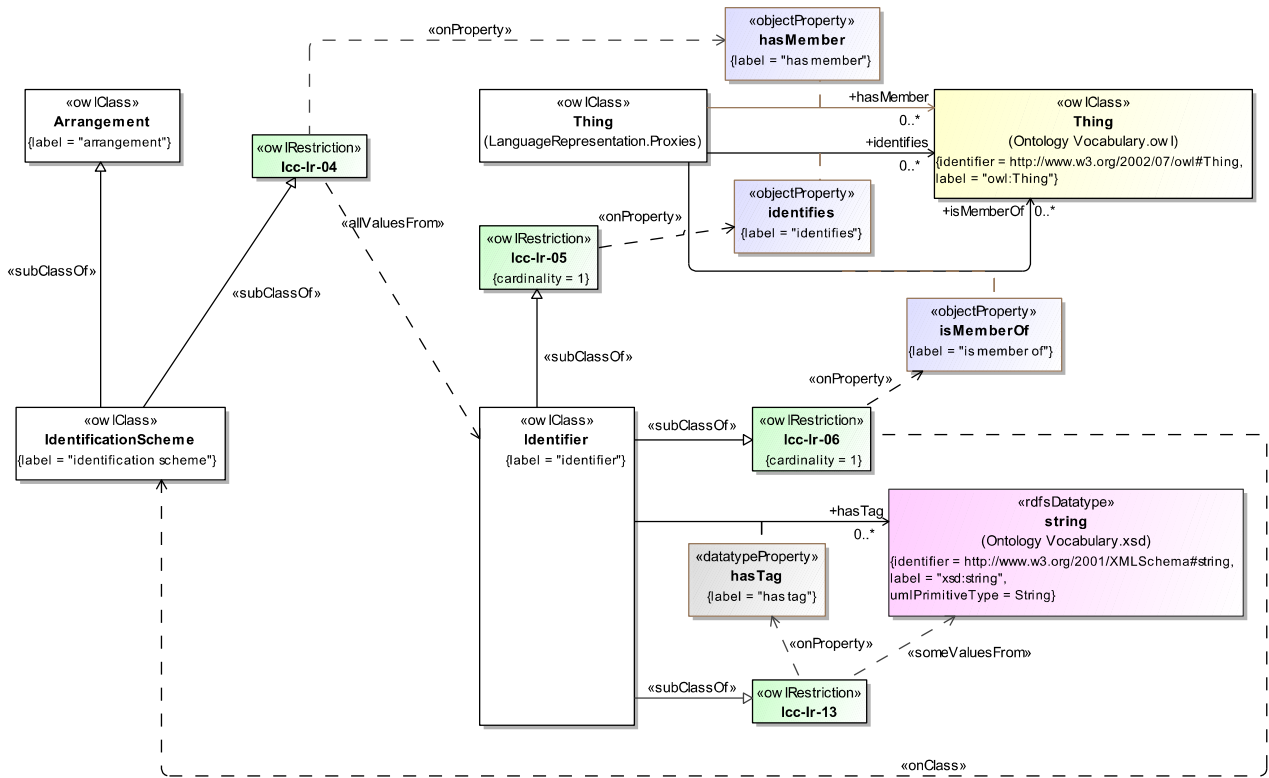 «objectProperty»
hasMember
{label = "has member"}
«onProperty»
«owlClass»
Arrangement
{label = "arrangement"}
«owlRestriction»
lcc-lr-04
«owlClass»
Thing
(LanguageRepresentation.Proxies)
+hasMember
0..*
+identifies
0..*
«owlClass»
Thing
(Ontology Vocabulary.owl)
{identifier = http://www.w3.org/2002/07/owl#Thing,
label = "owl:Thing"}
+isMemberOf
0..*
«objectProperty»
identifies
{label = "identifies"}
«onProperty»
«allValuesFrom»
«owlRestriction»
lcc-lr-05
{cardinality = 1}
«subClassOf»
«subClassOf»
«objectProperty»
isMemberOf
{label = "is member of"}
«subClassOf»
«onProperty»
«owlClass»
IdentificationScheme
{label = "identification scheme"}
«owlClass»
Identifier
{label = "identifier"}
«subClassOf»
«owlRestriction»
lcc-lr-06
{cardinality = 1}
+hasTag
0..*
«rdfsDatatype»
string
(Ontology Vocabulary.xsd)
{identifier = http://www.w3.org/2001/XMLSchema#string,
label = "xsd:string",
umlPrimitiveType = String}
«datatypeProperty»
hasTag
{label = "has tag"}
«onProperty»
«someValuesFrom»
«subClassOf»
«owlRestriction»
lcc-lr-13
«onClass»